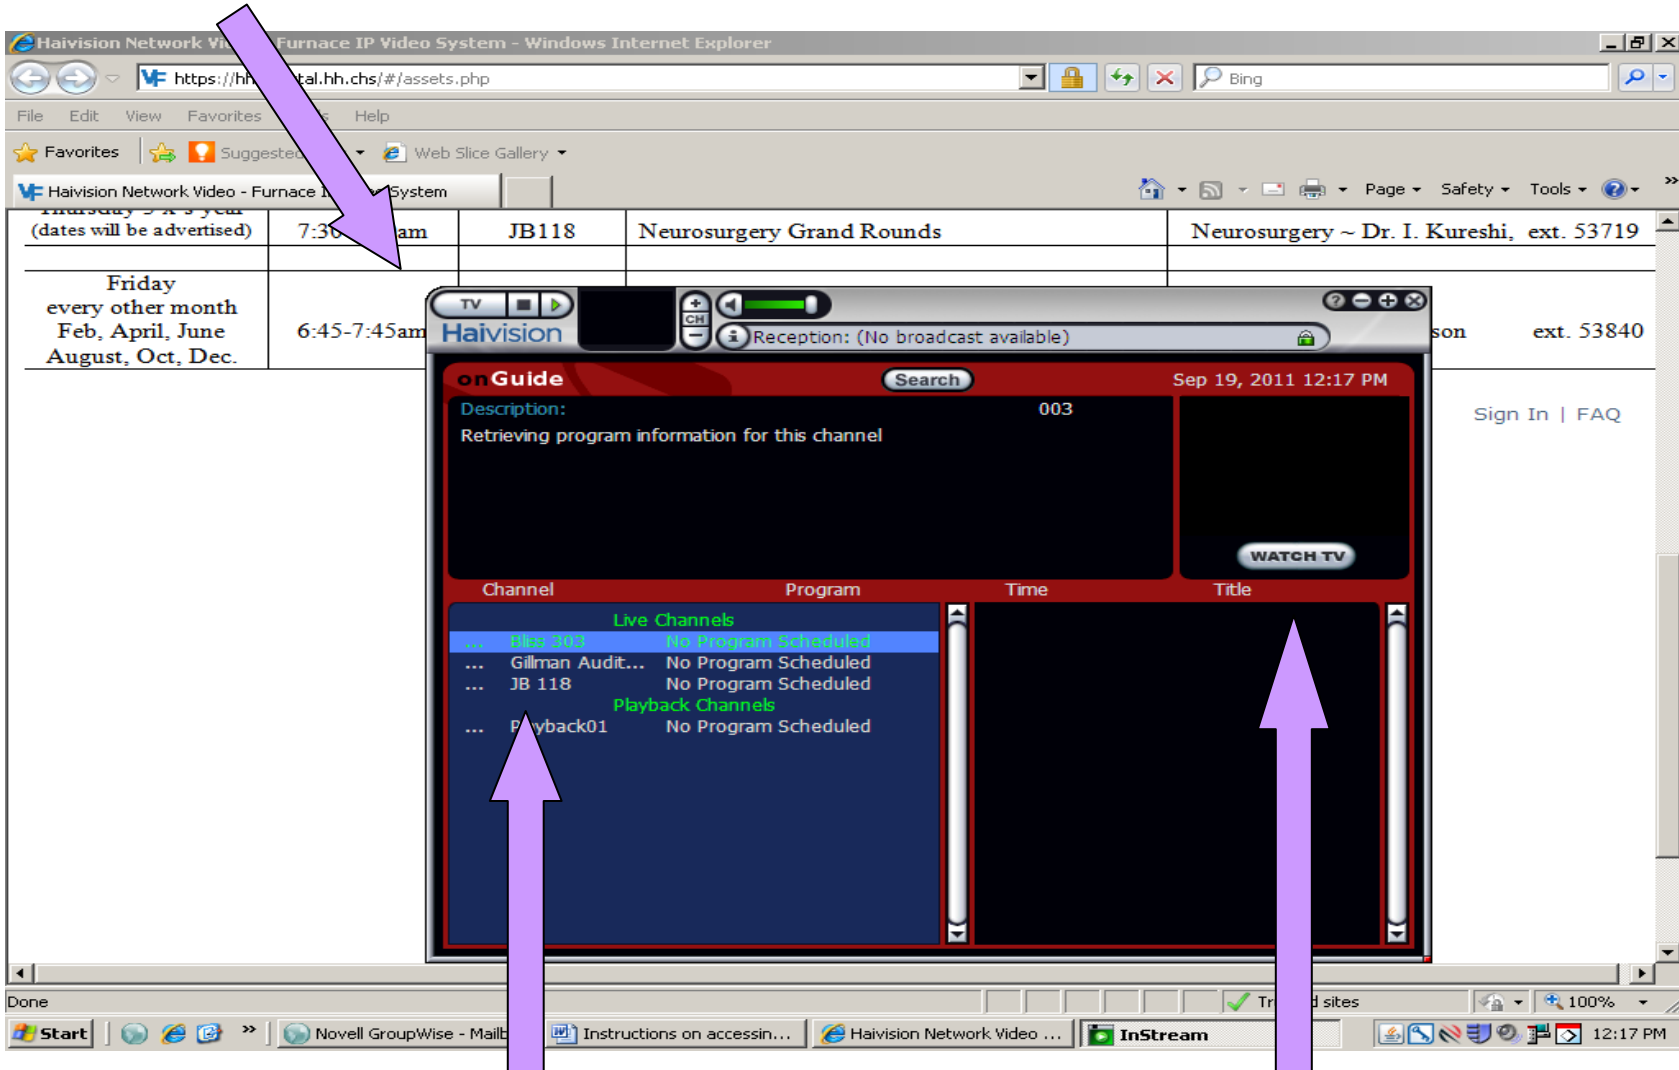 Haivision Network Furnace IP Video System - Windows Internet Explorer
https://hh tal.hh.chs/#/assets.php
Bing
File Edit View Favorites Help
Favorites Web Slice Gallery
Haivision Network Video - Furnace System
Page Safety Tools
(dates will be advertised) am JB118 Neurosurgery Grand Rounds Neurosurgery ~ Dr. I. Kureshi, ext. 53719
Friday
every other month
Feb, April, June
August, Oct, Dec.
6:45-7:45am
son ext. 53840
TV
CH
Haivision
Reception: (No broadcast available)
onGuide Search Sep 19, 2011 12:17 PM
Description: 003
Retrieving program information for this channel
Sign In | FAQ
WATCH TV
Channel Program Time Title
Live Channels
... Bliss 303 No Program Scheduled
... Gillman Audit... No Program Scheduled
... JB 118 No Program Scheduled
Playback Channels
... Playback01 No Program Scheduled
Done sites 100%
Start Novell GroupWise - Mailb Instructions on accessin... Haivision Network Video ... InStream 12:17 PM